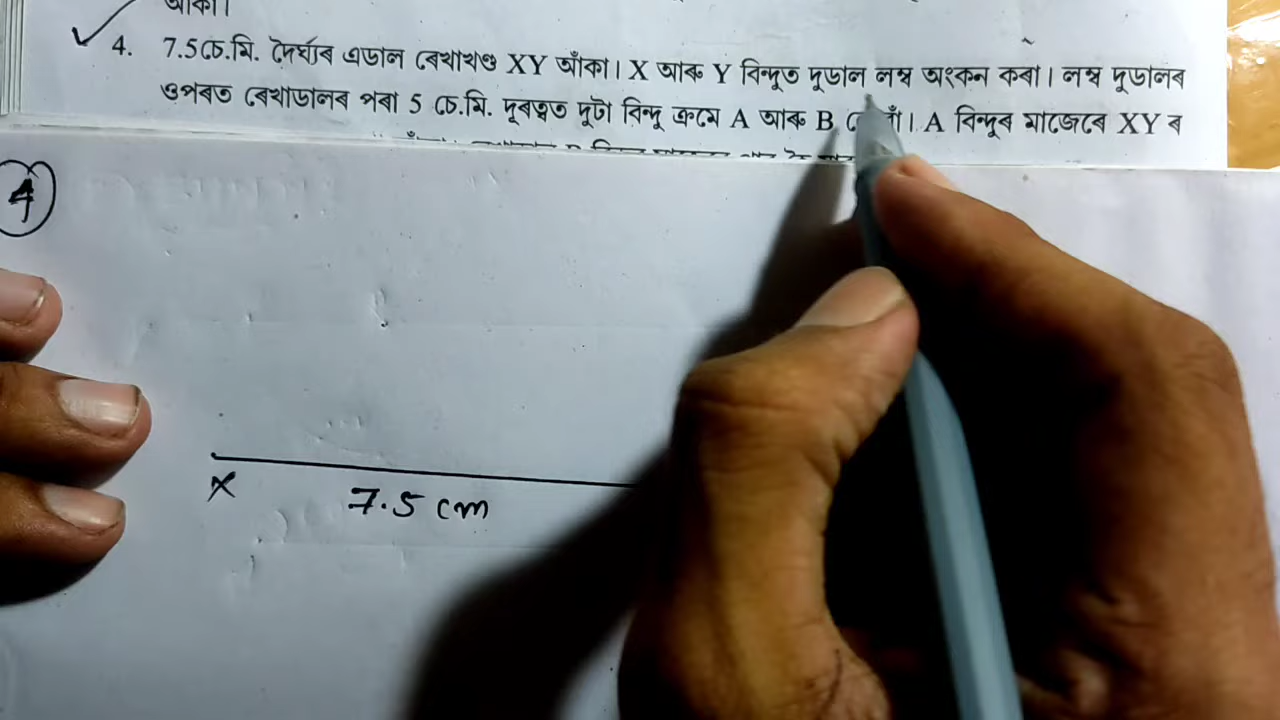 আঁকা।
4. 7.5চে.মি. দৈৰ্ঘ্যৰ এডাল ৰেখাখণ্ড XY আঁকা। X আৰু Y বিন্দুত দুডাল লম্ব অংকন কৰা। লম্ব দুডালৰ
ওপৰত ৰেখাডালৰ পৰা 5 চে.মি. দূৰত্বত দুটা বিন্দু ক্ৰমে A আৰু B A বিন্দুৰ মাজেৰে XY ৰ
4
X
7.5 cm